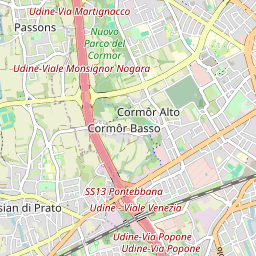 Udine-Via Martignacco
Passons
Nuovo
Parco del
Cormôr
Udine-Viale Monsignor Nogara
Cormôr Alto
Cormôr Basso
SS13 Pontebbana
Udine - Viale Venezia
sian di Prato
Udine-Via Popone
Udine-Via Popone